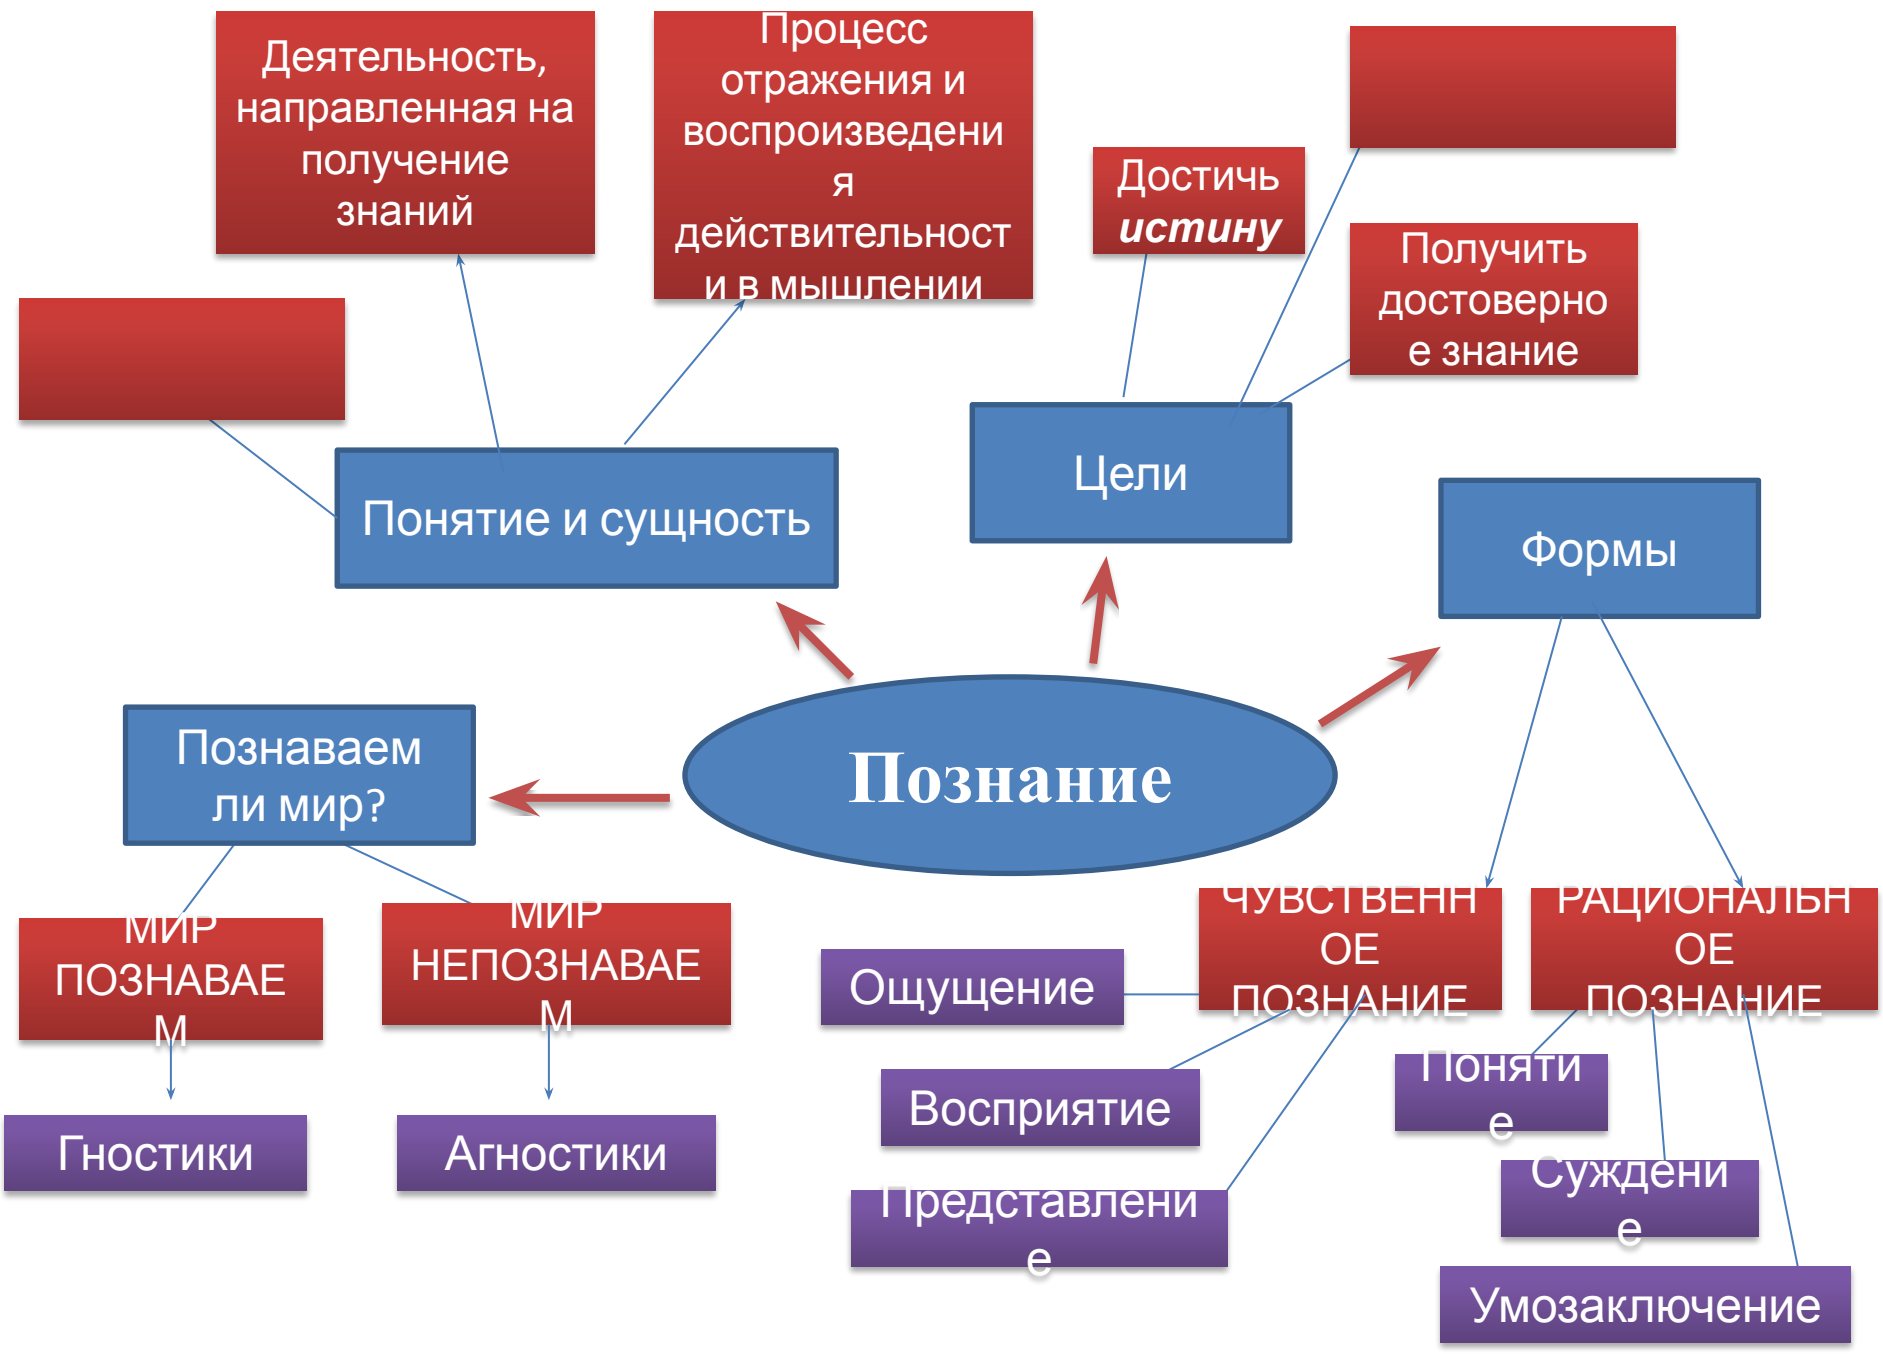 Деятельность,
направленная на
получение
знаний
Процесс
отражения и
воспроизведени
я
действительност
и в мышлении
Достичь
истину
Получить
достоверно
е знание
Понятие и сущность
Цели
Формы
Познаваем
ли мир?
Познание
МИР
ПОЗНАВАЕ
М
МИР
НЕПОЗНАВАЕ
М
ЧУВСТВЕНН
ОЕ
ПОЗНАНИЕ
РАЦИОНАЛЬН
ОЕ
ПОЗНАНИЕ
Гностики
Агностики
Ощущение
Восприятие
Представлени
е
Поняти
е
Суждени
е
Умозаключение